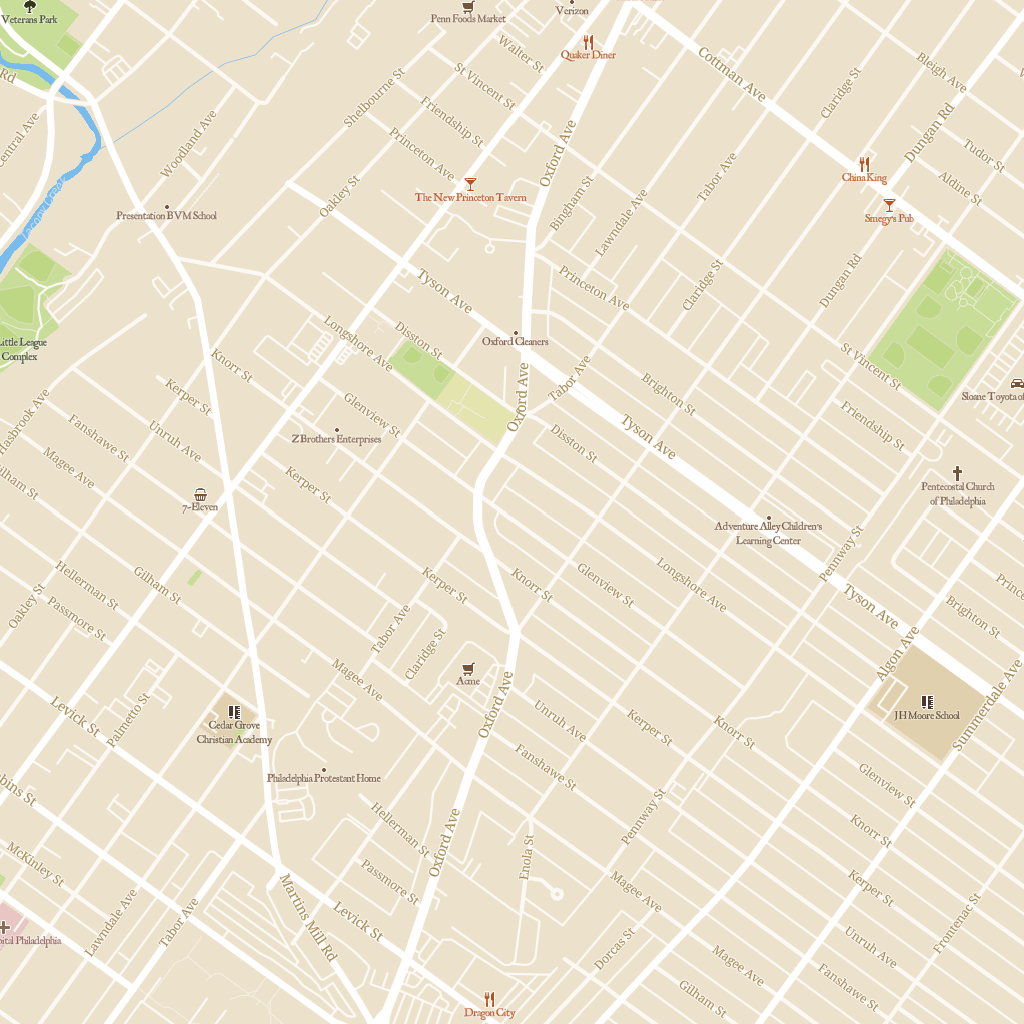 Veterans Park
Penn Foods Market
Verizon
Quaker Diner
Walter St
St Vincent St
Cottman Ave
Bleigh Ave
Claridge St
Rd
Shelbourne St
Friendship St
Princeton Ave
Woodland Ave
Central Ave
Oxford Ave
Dungan Rd
Tudor St
China King
Aldine St
Tabor Ave
Oakley St
The New Princeton Tavern
Bingham St
Lawndale Ave
Smegy's Pub
Presentation BVM School
Tacony Creek
Princeton Ave
Claridge St
Dungan Rd
Tyson Ave
Little League
Complex
Longshore Ave
Disston St
Oxford Cleaners
St Vincent St
Knorr St
Kerper St
Oxford Ave
Tabor Ave
Brighton St
Sloane Toyota of
Hasbrook Ave
Fanshawe St
Unruh Ave
Glenview St
Z Brothers Enterprises
Disston St
Tyson Ave
Friendship St
Magee Ave
Gilham St
Kerper St
7-Eleven
Pentecostal Church
of Philadelphia
Adventure Alley Children's
Learning Center
Pennway St
Hellerman St
Gilham St
Oakley St
Passmore St
Kerper St
Knorr St
Glenview St
Longshore Ave
Tyson Ave
Brighton St
Tabor Ave
Claridge St
Algon Ave
Acme
Magee Ave
Levick St
Palmetto St
Cedar Grove
Christian Academy
Oxford Ave
Unruh Ave
Kerper St
Knorr St
JH Moore School
Summerdale Ave
Philadelphia Protestant Home
Fanshawe St
Glenview St
Hellerman St
Oxford Ave
Pennway St
Knorr St
McKinley St
Passmore St
Enola St
Magee Ave
Kerper St
Lawndale Ave
Tabor Ave
Martins Mill Rd
Levick St
Frontenac St
Unruh Ave
Dorcas St
Magee Ave
Fanshawe St
Gilham St
Dragon City